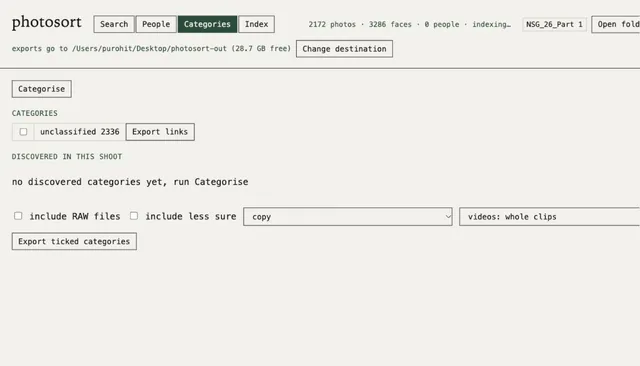 photosort Search People Categories Index 2172 photos · 3286 faces · 0 people · indexing… NSG_26_Part 1 Open fold
exports go to /Users/purohit/Desktop/photosort-out (28.7 GB free) Change destination
Categorise
CATEGORIES
unclassified 2336 Export links
DISCOVERED IN THIS SHOOT
no discovered categories yet, run Categorise
include RAW files include less sure copy videos: whole clips
Export ticked categories